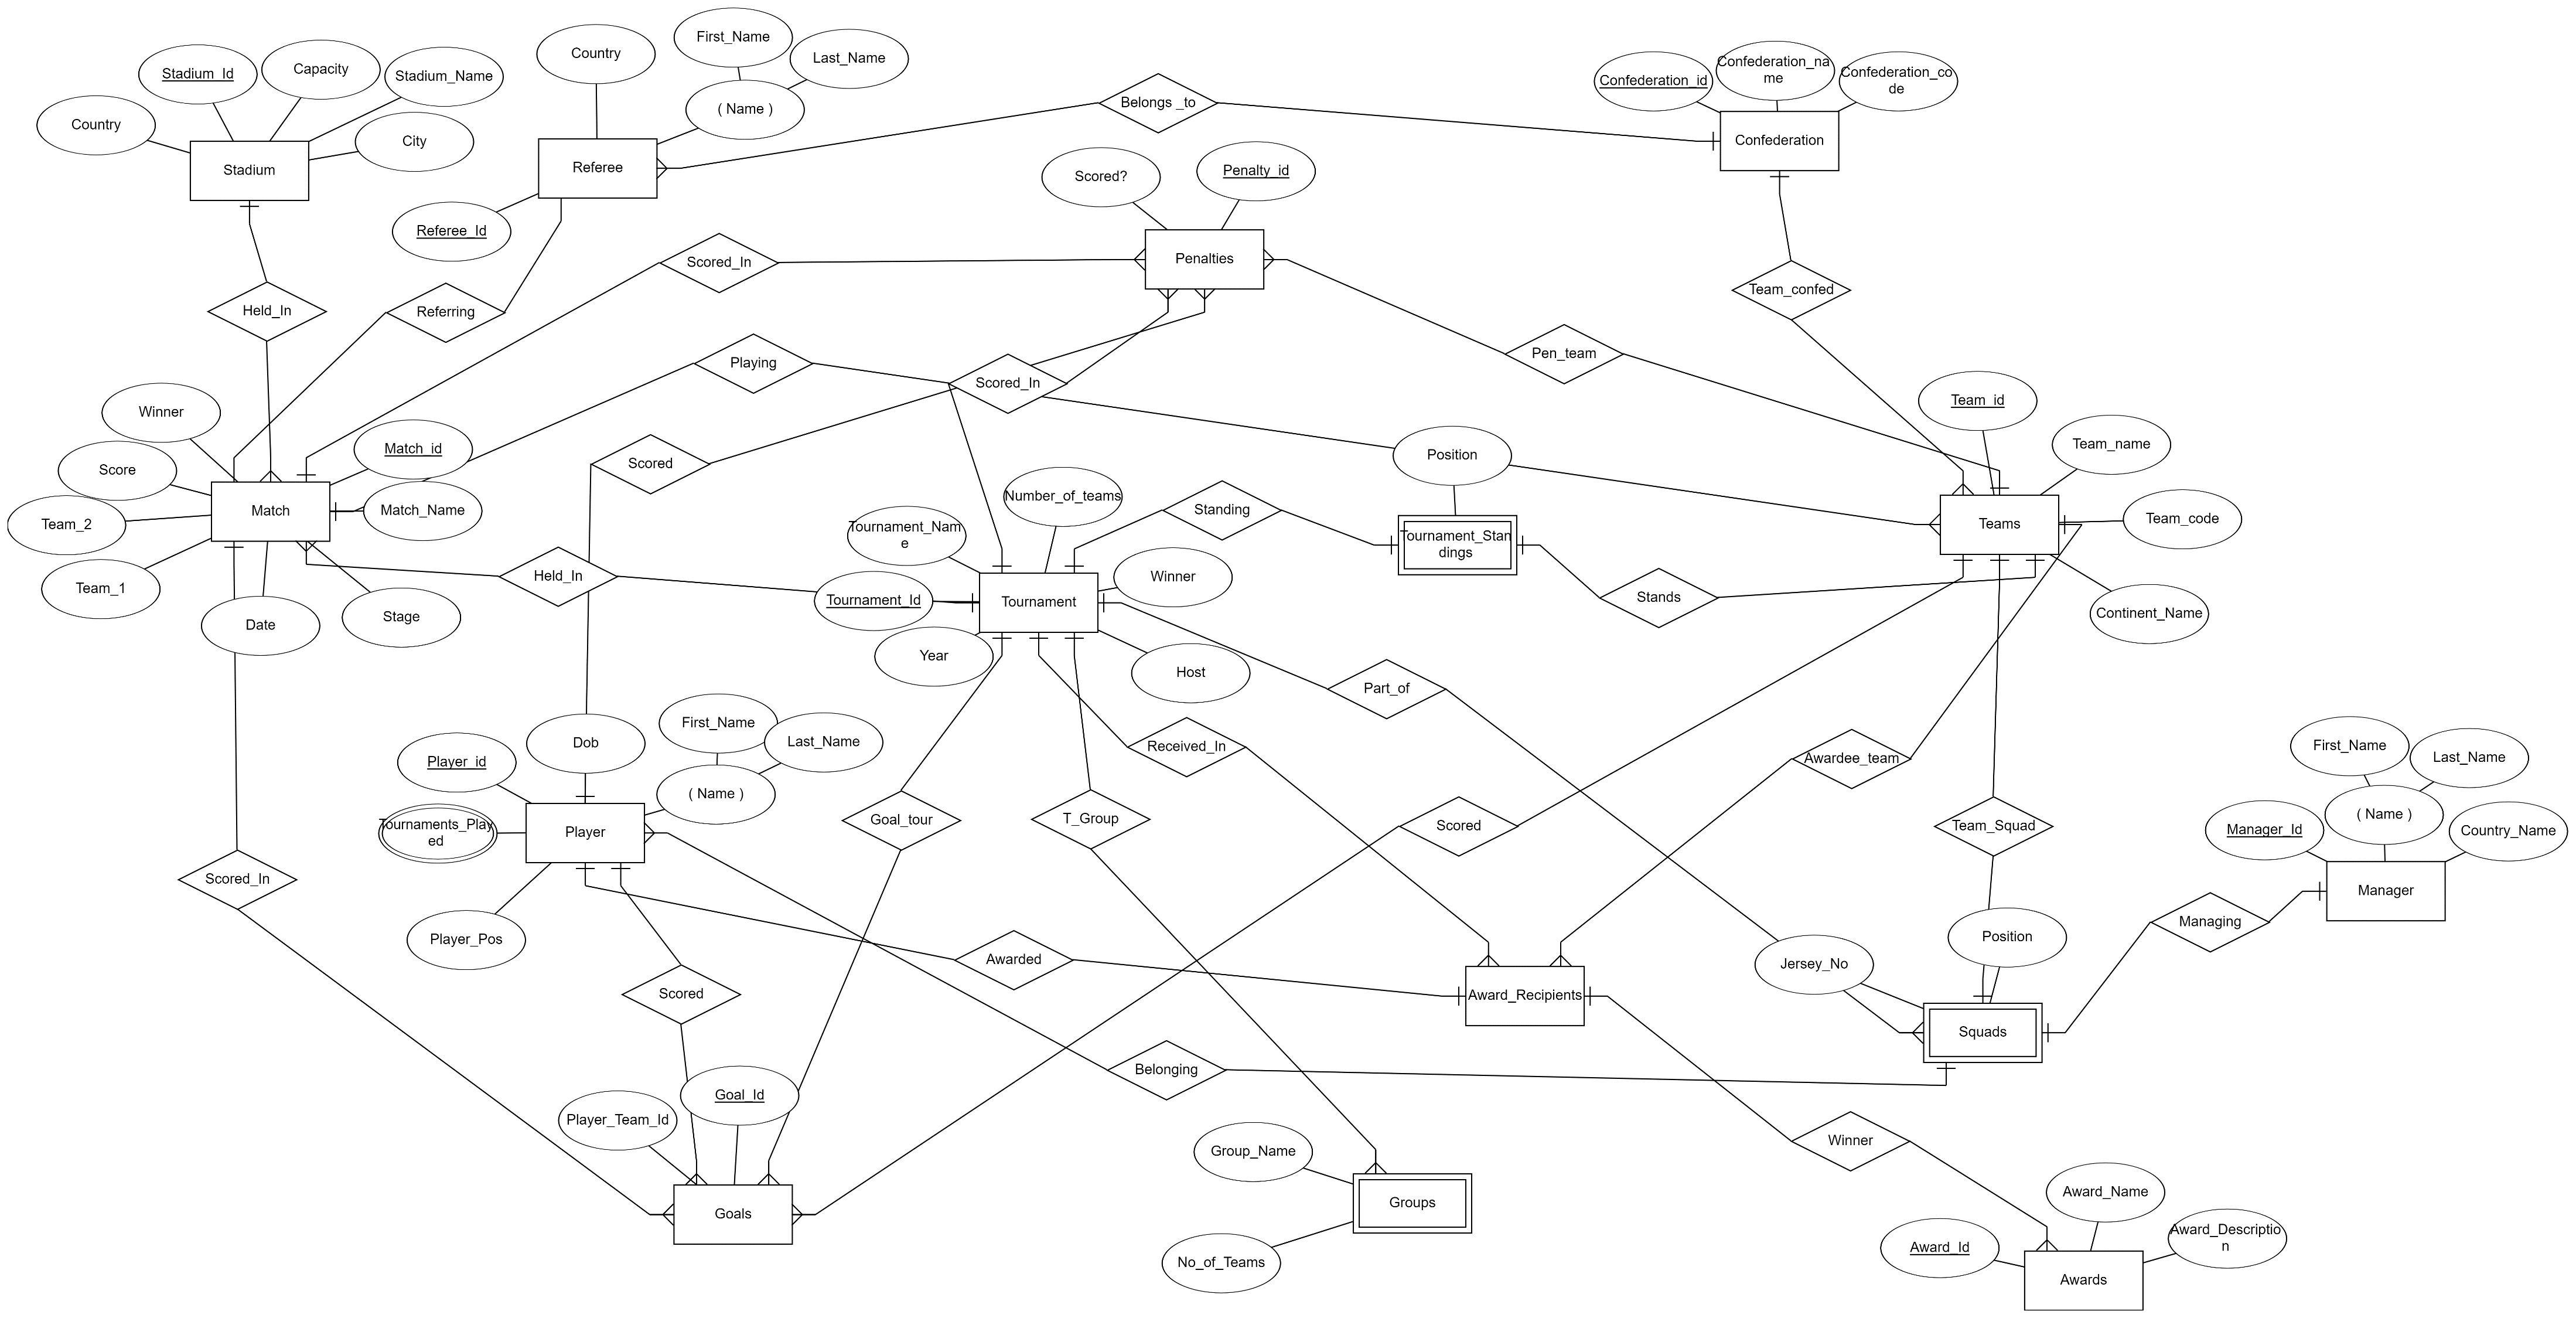 Country
First_Name
Last_Name
( Name )
Stadium_Id
Capacity
Stadium_Name
Country
City
Stadium
Referee
Referee_Id
Belongs _to
Confederation_id
Confederation_na
me
Confederation_co
de
Confederation
Scored?
Penalty_id
Penalties
Held_In
Referring
Scored_In
Team_confed
Playing
Scored_In
Pen_team
Winner
Score
Team_2
Team_1
Match_id
Match_Name
Match
Date
Stage
Scored
Position
Team_id
Team_name
Team_code
Teams
Continent_Name
Number_of_teams
Tournament_Nam
e
Standing
Tournament_Stan
dings
Held_In
Tournament_Id
Tournament
Winner
Year
Host
Stands
Part_of
Player_id
Dob
First_Name
Last_Name
( Name )
Tournaments_Play
ed
Player
Player_Pos
Received_In
Awardee_team
Goal_tour
T_Group
Scored
Team_Squad
First_Name
Last_Name
( Name )
Manager_Id
Country_Name
Manager
Scored_In
Scored
Awarded
Award_Recipients
Jersey_No
Position
Managing
Squads
Belonging
Player_Team_Id
Goal_Id
Goals
Group_Name
Groups
No_of_Teams
Winner
Award_Id
Award_Name
Award_Descriptio
n
Awards